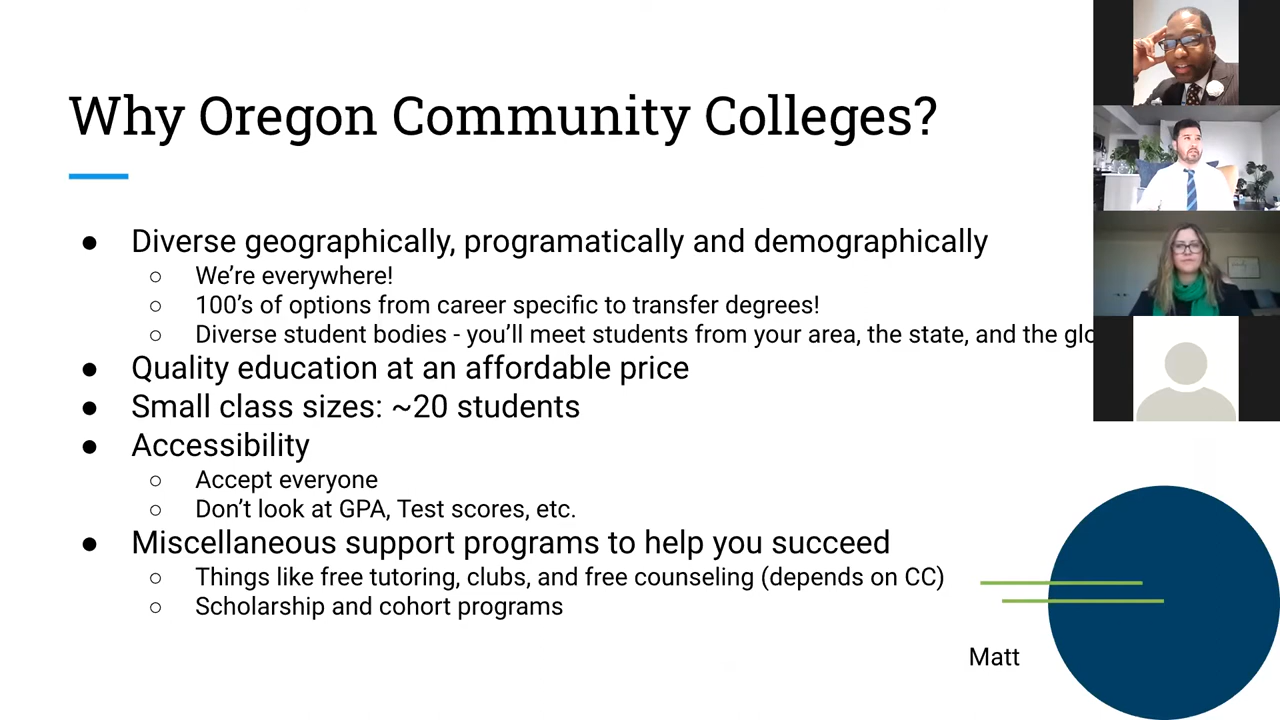 Why Oregon Community Colleges?
● Diverse geographically, programatically and demographically
○ We're everywhere!
○ 100's of options from career specific to transfer degrees!
○ Diverse student bodies - you'll meet students from your area, the state, and the glo
● Quality education at an affordable price
● Small class sizes: ~20 students
● Accessibility
○ Accept everyone
○ Don't look at GPA, Test scores, etc.
● Miscellaneous support programs to help you succeed
○ Things like free tutoring, clubs, and free counseling (depends on CC)
○ Scholarship and cohort programs
Matt